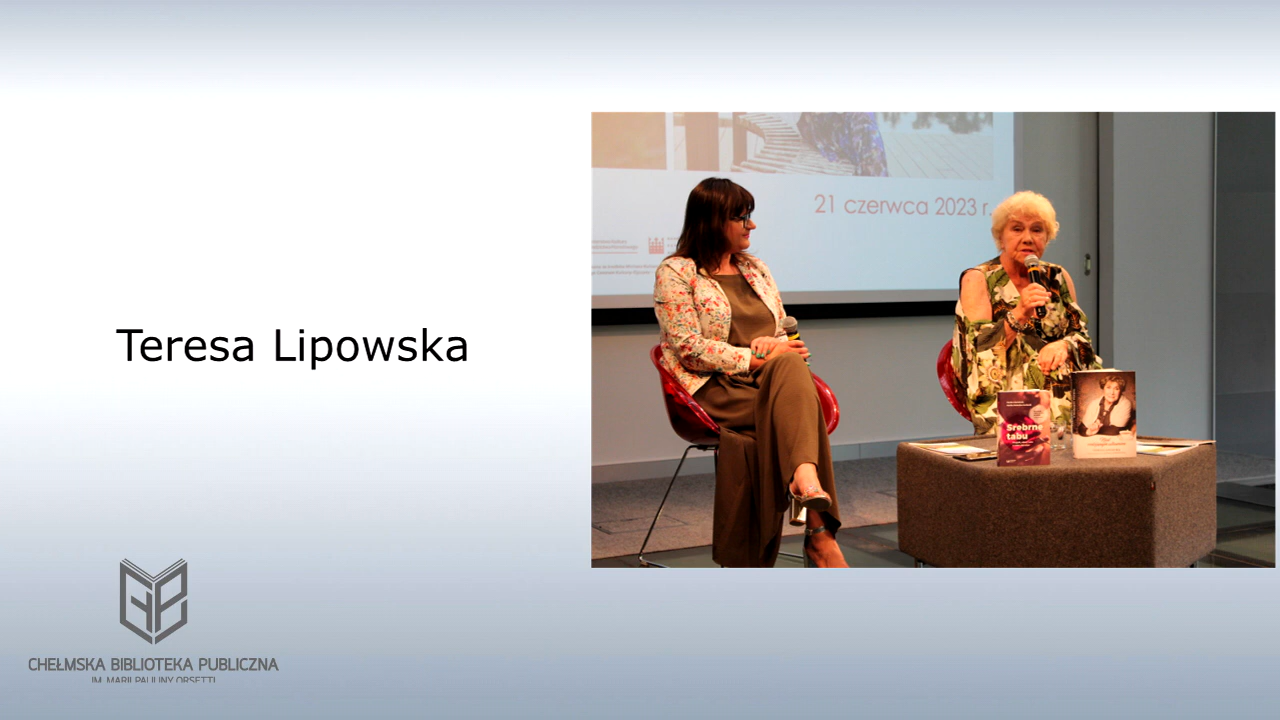 21 czerwca 2023 r.
Teresa Lipowska
Srebrne
tabu
CHEŁMSKA BIBLIOTEKA PUBLICZNA
IM. MARII PAULINY ORSETTI